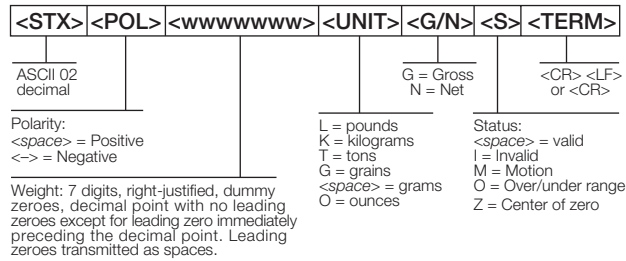 <STX> <POL> <wwwwwww> <UNIT> <G/N> <S> <TERM>
ASCII 02
decimal
G = Gross
N = Net
<CR> <LF>
or <CR>
Polarity:
<space> = Positive
<–> = Negative
L = pounds
K = kilograms
T = tons
G = grains
<space> = grams
O = ounces
Status:
<space> = valid
I = Invalid
M = Motion
O = Over/under range
Z = Center of zero
Weight: 7 digits, right-justified, dummy
zeroes, decimal point with no leading
zeroes except for leading zero immediately
preceding the decimal point. Leading
zeroes transmitted as spaces.